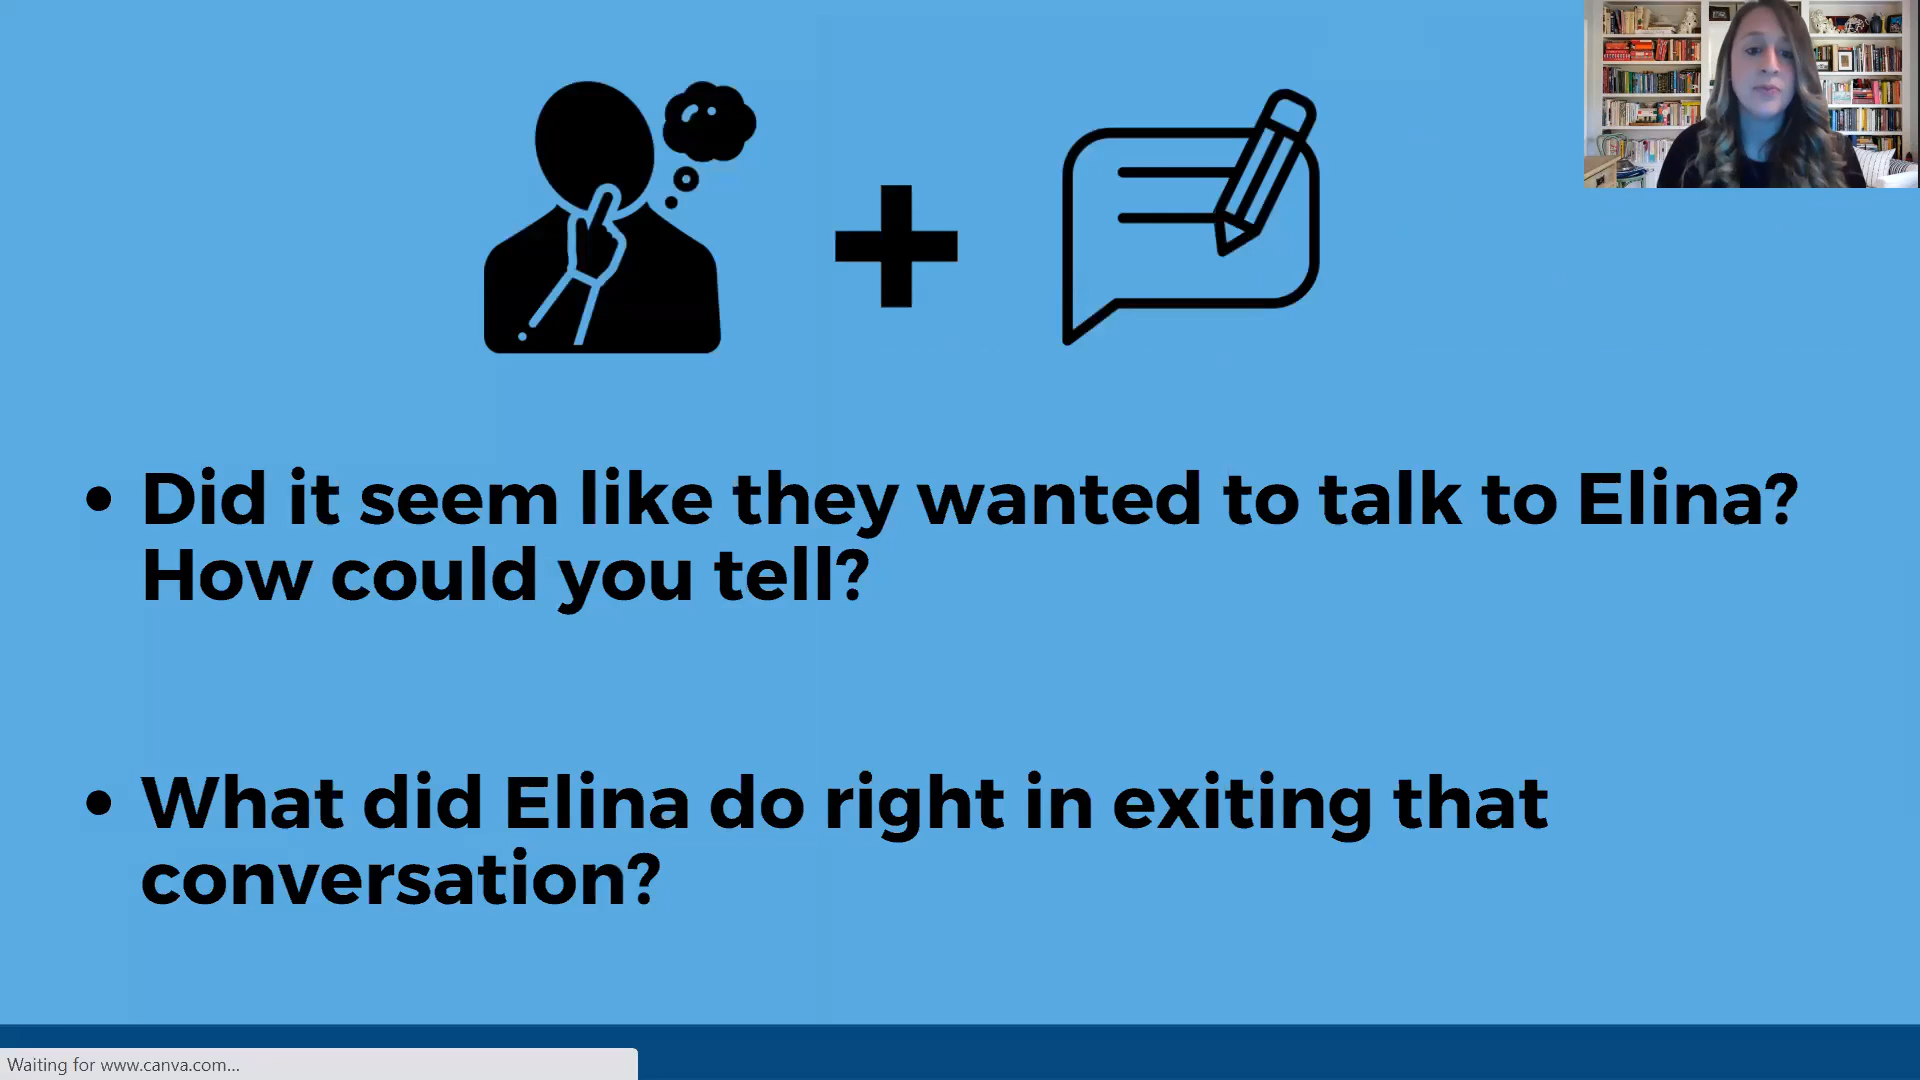 • Did it seem like they wanted to talk to Elina?
How could you tell?
• What did Elina do right in exiting that
conversation?
Waiting for www.canva.com...